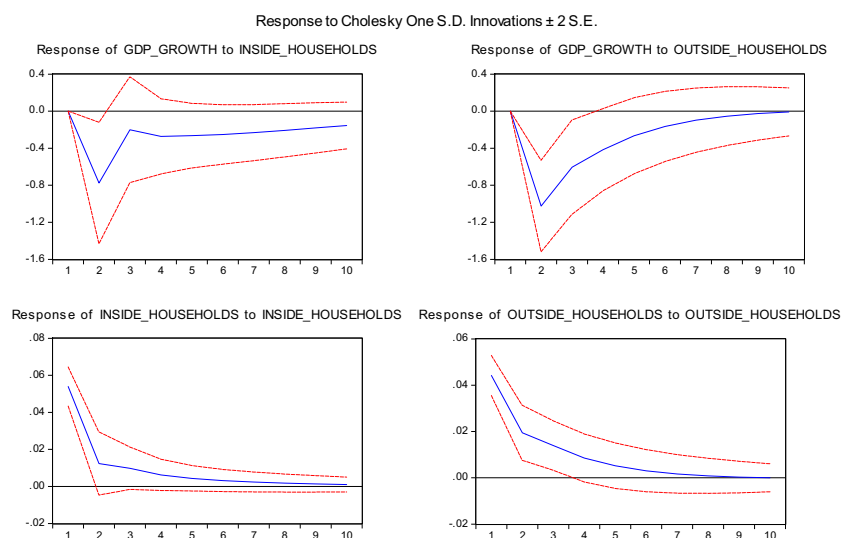 Response to Cholesky One S.D. Innovations ± 2 S.E.
Response of GDP_GROWTH to INSIDE_HOUSEHOLDS
0.4
0.0
-0.4
-0.8
-1.2
-1.6
1 2 3 4 5 6 7 8 9 10
Response of GDP_GROWTH to OUTSIDE_HOUSEHOLDS
0.4
0.0
-0.4
-0.8
-1.2
-1.6
1 2 3 4 5 6 7 8 9 10
Response of INSIDE_HOUSEHOLDS to INSIDE_HOUSEHOLDS
.08
.06
.04
.02
.00
-.02
1 2 3 4 5 6 7 8 9 10
Response of OUTSIDE_HOUSEHOLDS to OUTSIDE_HOUSEHOLDS
.06
.04
.02
.00
-.02
1 2 3 4 5 6 7 8 9 10